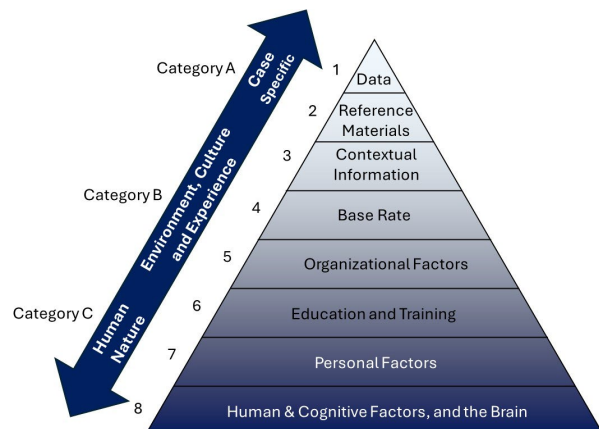 Category A
Case
Specific
Category B
Environment, Culture
and Experience
Category C
Human
Nature
1
Data
2
Reference
Materials
3
Contextual
Information
4
Base Rate
5
Organizational Factors
6
Education and Training
7
Personal Factors
8
Human & Cognitive Factors, and the Brain